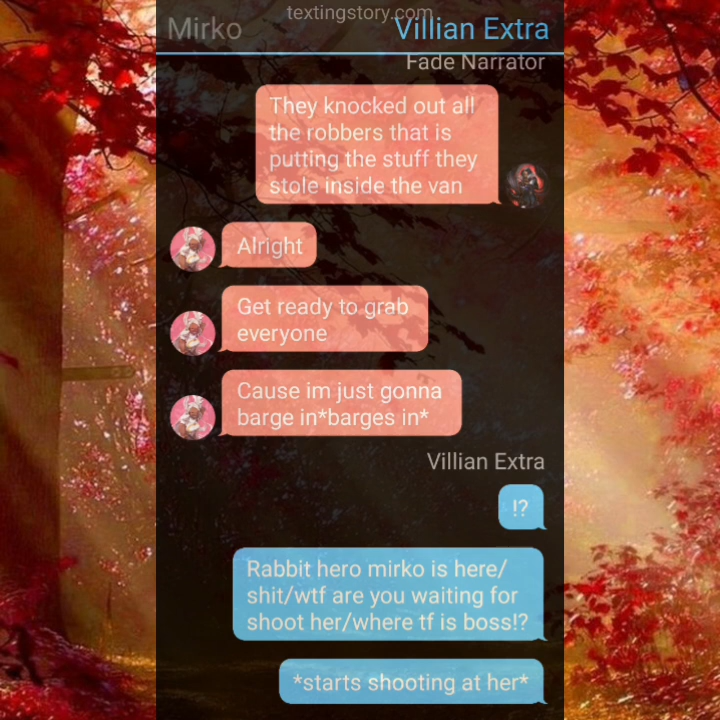 textingstory.com
Mirko
Villian Extra
Fade Narrator
They knocked out all
the robbers that is
putting the stuff they
stole inside the van
Alright
Get ready to grab
everyone
Cause im just gonna
barge in*barges in*
Villian Extra
!?
Rabbit hero mirko is here/
shit/wtf are you waiting for
shoot her/where tf is boss!?
*starts shooting at her*